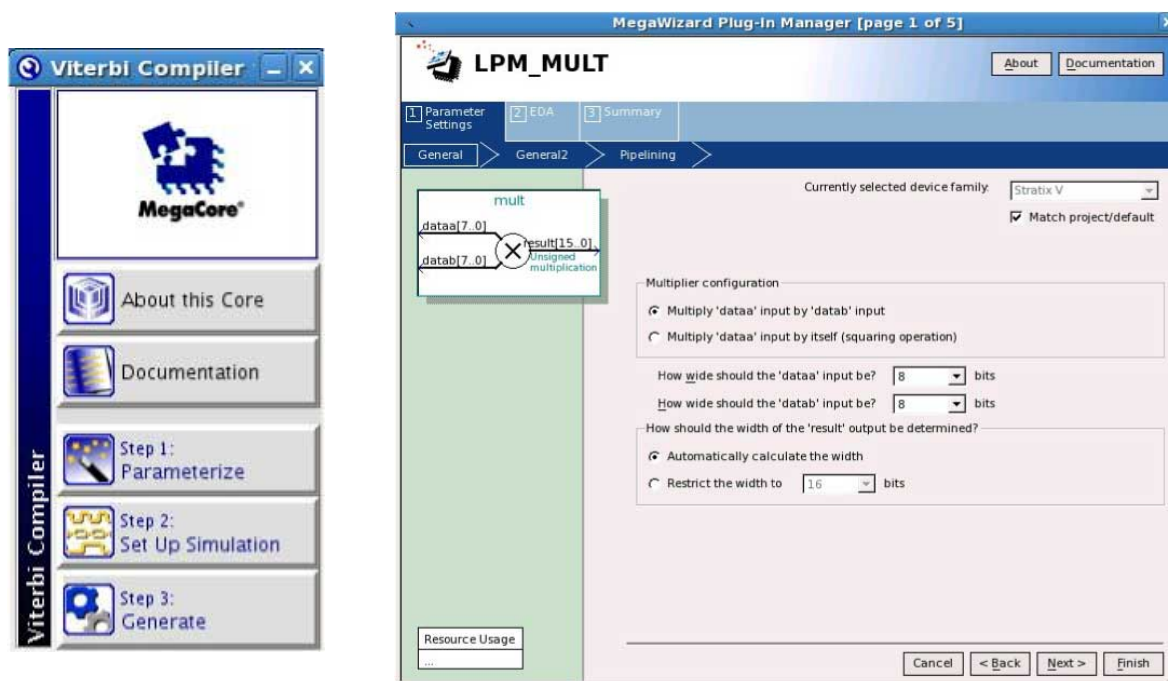 Viterbi Compiler
MegaCore®
About this Core
Documentation
Step 1:
Parameterize
Step 2:
Set Up Simulation
Step 3:
Generate
Viterbi Compiler
MegaWizard Plug-In Manager [page 1 of 5]
LPM_MULT
About
Documentation
1 Parameter
Settings
2 EDA
3 Summary
General
General2
Pipelining
mult
dataa[7..0]
result[15..0]
datab[7..0]
Unsigned
multiplication
Currently selected device family:
Stratix V
Match project/default
Multiplier configuration
Multiply 'dataa' input by 'datab' input
Multiply 'dataa' input by itself (squaring operation)
How wide should the 'dataa' input be? 8 bits
How wide should the 'datab' input be? 8 bits
How should the width of the 'result' output be determined?
Automatically calculate the width
Restrict the width to 16 bits
Resource Usage
...
Cancel
< Back
Next >
Finish